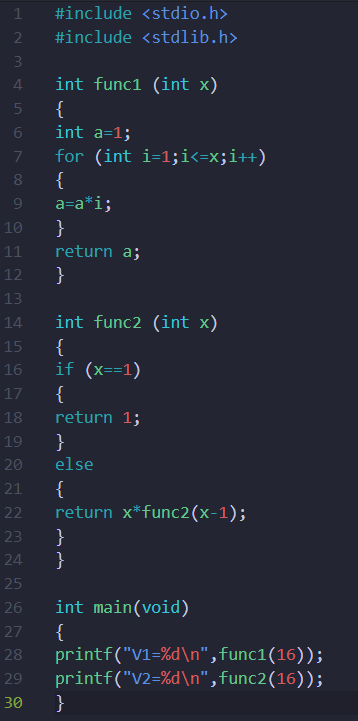 1 #include <stdio.h>
2 #include <stdlib.h>
3
4 int func1 (int x)
5 {
6 int a=1;
7 for (int i=1;i<=x;i++)
8 {
9 a=a*i;
10 }
11 return a;
12 }
13
14 int func2 (int x)
15 {
16 if (x==1)
17 {
18 return 1;
19 }
20 else
21 {
22 return x*func2(x-1);
23 }
24 }
25
26 int main(void)
27 {
28 printf("V1=%d\n",func1(16));
29 printf("V2=%d\n",func2(16));
30 }